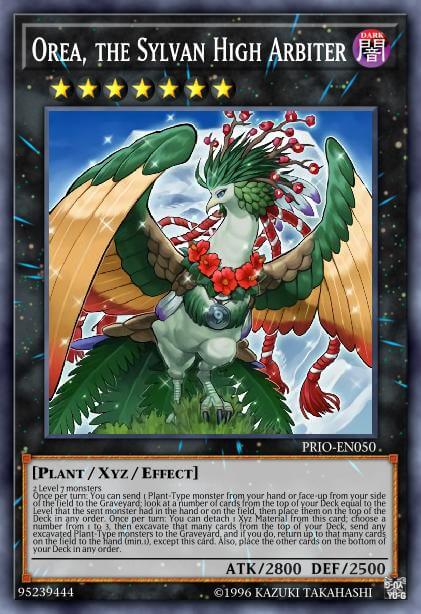 OREA, THE SYLVAN HIGH ARBITER
DARK
闇
PRIO-EN050
[PLANT / XYZ / EFFECT]
2 Level 7 monsters
Once per turn: You can send 1 Plant-Type monster from your hand or face-up from your side
of the field to the Graveyard; look at a number of cards from the top of your Deck equal to the
Level that the sent monster had in the hand or on the field, then place them on the top of the
Deck in any order. Once per turn: You can detach 1 Xyz Material from this card; choose a
number from 1 to 3, then excavate that many cards from the top of your Deck, send any
excavated Plant-Type monsters to the Graveyard, and if you do, return up to that many cards
on the field to the hand (min.1), except this card. Also, place the other cards on the bottom of
your Deck in any order.
ATK/2800 DEF/2500
95239444
©1996 KAZUKI TAKAHASHI